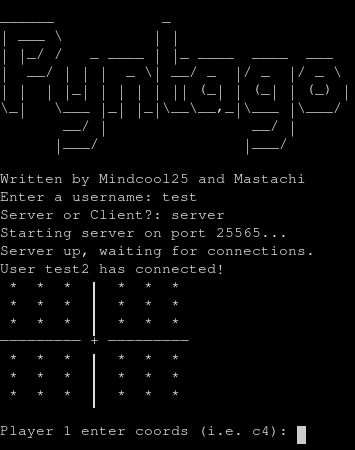 Pyntago
Written by Mindcool25 and Mastachi
Enter a username: test
Server or Client?: server
Starting server on port 25565...
Server up, waiting for connections.
User test2 has connected!
* * * | * * *
* * * | * * *
* * * | * * *
--------- + ---------
* * * | * * *
* * * | * * *
* * * | * * *
Player 1 enter coords (i.e. c4):